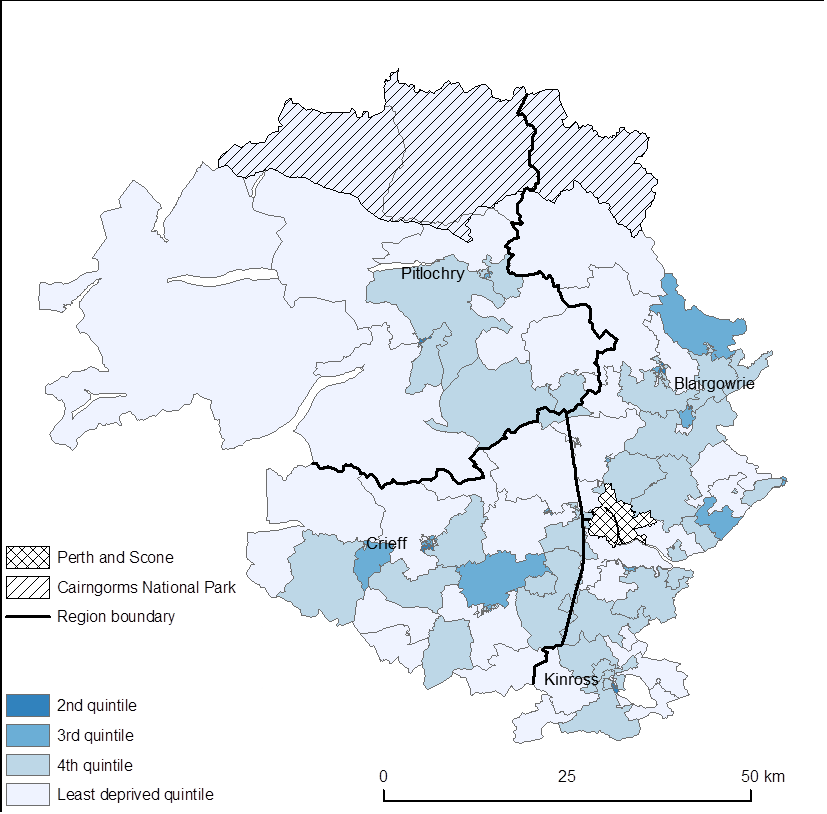 Pitlochry
Blairgowrie
Crieff
Perth and Scone
Cairngorms National Park
Region boundary
Kinross
2nd quintile
3rd quintile
4th quintile
Least deprived quintile
0 25 50 km